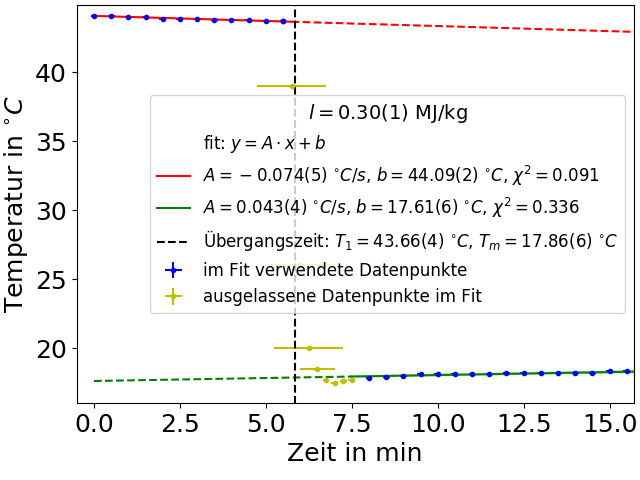 Temperatur in °C
40
35
30
25
20
l = 0.30(1) MJ/kg
fit: y = A · x + b
A = −0.074(5) °C/s, b = 44.09(2) °C, χ² = 0.091
A = 0.043(4) °C/s, b = 17.61(6) °C, χ² = 0.336
Übergangszeit: T₁ = 43.66(4) °C, Tₘ = 17.86(6) °C
im Fit verwendete Datenpunkte
ausgelassene Datenpunkte im Fit
0.0 2.5 5.0 7.5 10.0 12.5 15.0
Zeit in min